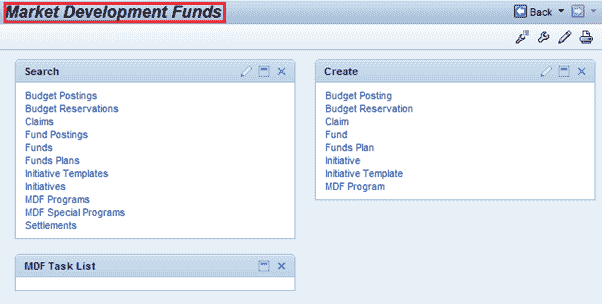 Market Development Funds
Back
Search
Budget Postings
Budget Reservations
Claims
Fund Postings
Funds
Funds Plans
Initiative Templates
Initiatives
MDF Programs
MDF Special Programs
Settlements
MDF Task List
Create
Budget Posting
Budget Reservation
Claim
Fund
Funds Plan
Initiative
Initiative Template
MDF Program